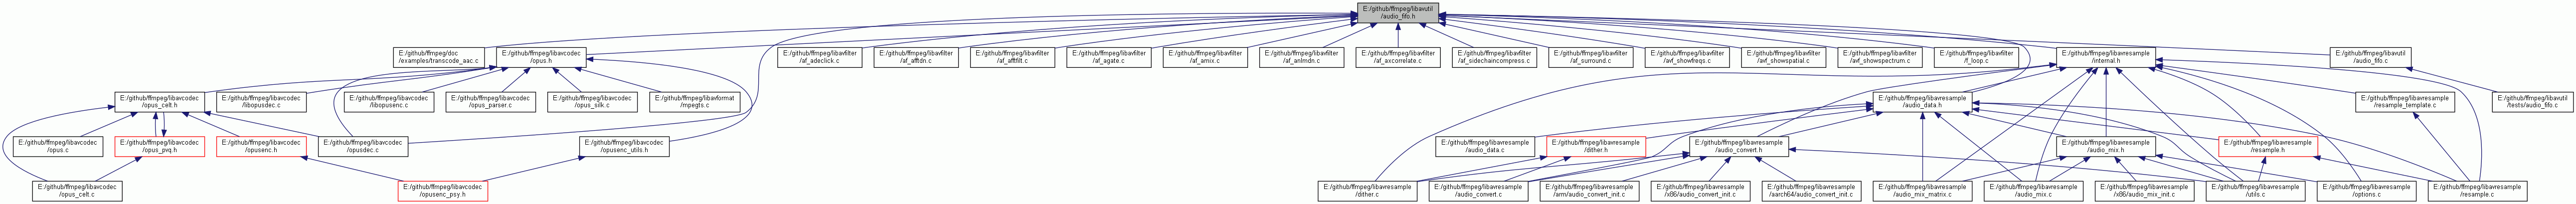 E:/github/ffmpeg/libavutil
/audio_fifo.h
E:/github/ffmpeg/doc
/examples/transcode_aac.c
E:/github/ffmpeg/libavcodec
/opus.h
E:/github/ffmpeg/libavfilter
/af_adeclick.c
E:/github/ffmpeg/libavfilter
/af_afftdn.c
E:/github/ffmpeg/libavfilter
/af_afftfilt.c
E:/github/ffmpeg/libavfilter
/af_agate.c
E:/github/ffmpeg/libavfilter
/af_amix.c
E:/github/ffmpeg/libavfilter
/af_anlmdn.c
E:/github/ffmpeg/libavfilter
/af_axcorrelate.c
E:/github/ffmpeg/libavfilter
/af_sidechaincompress.c
E:/github/ffmpeg/libavfilter
/af_surround.c
E:/github/ffmpeg/libavfilter
/avf_showfreqs.c
E:/github/ffmpeg/libavfilter
/avf_showspatial.c
E:/github/ffmpeg/libavfilter
/avf_showspectrum.c
E:/github/ffmpeg/libavfilter
/f_loop.c
E:/github/ffmpeg/libavresample
/internal.h
E:/github/ffmpeg/libavutil
/audio_fifo.c
E:/github/ffmpeg/libavcodec
/opus_celt.h
E:/github/ffmpeg/libavcodec
/libopusdec.c
E:/github/ffmpeg/libavcodec
/libopusenc.c
E:/github/ffmpeg/libavcodec
/opus_parser.c
E:/github/ffmpeg/libavcodec
/opus_silk.c
E:/github/ffmpeg/libavformat
/mpegts.c
E:/github/ffmpeg/libavresample
/audio_data.h
E:/github/ffmpeg/libavresample
/resample_template.c
E:/github/ffmpeg/libavutil
/tests/audio_fifo.c
E:/github/ffmpeg/libavcodec
/opus.c
E:/github/ffmpeg/libavcodec
/opus_pvq.h
E:/github/ffmpeg/libavcodec
/opusenc.h
E:/github/ffmpeg/libavcodec
/opusdec.c
E:/github/ffmpeg/libavcodec
/opusenc_utils.h
E:/github/ffmpeg/libavresample
/audio_data.c
E:/github/ffmpeg/libavresample
/dither.h
E:/github/ffmpeg/libavresample
/audio_convert.h
E:/github/ffmpeg/libavresample
/audio_mix.h
E:/github/ffmpeg/libavresample
/resample.h
E:/github/ffmpeg/libavcodec
/opus_celt.c
E:/github/ffmpeg/libavcodec
/opusenc_psy.h
E:/github/ffmpeg/libavresample
/dither.c
E:/github/ffmpeg/libavresample
/audio_convert.c
E:/github/ffmpeg/libavresample
/arm/audio_convert_init.c
E:/github/ffmpeg/libavresample
/x86/audio_convert_init.c
E:/github/ffmpeg/libavresample
/aarch64/audio_convert_init.c
E:/github/ffmpeg/libavresample
/audio_mix_matrix.c
E:/github/ffmpeg/libavresample
/audio_mix.c
E:/github/ffmpeg/libavresample
/x86/audio_mix_init.c
E:/github/ffmpeg/libavresample
/utils.c
E:/github/ffmpeg/libavresample
/options.c
E:/github/ffmpeg/libavresample
/resample.c